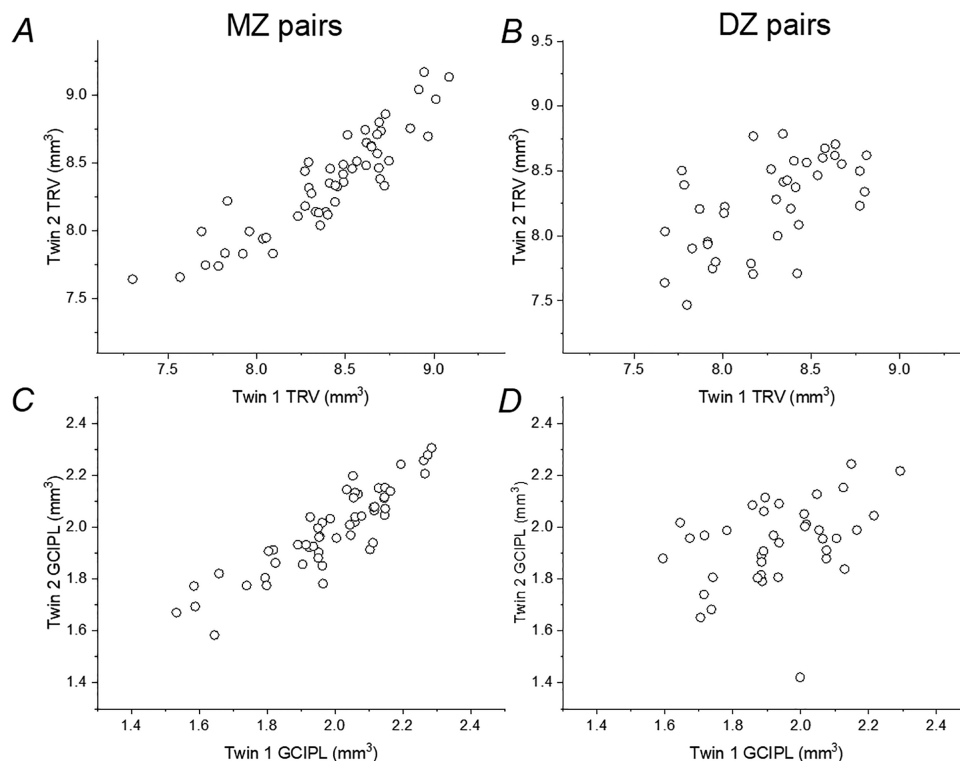 MZ pairs
DZ pairs
A
9.0
8.5
8.0
7.5
Twin 2 TRV (mm³)
7.5 8.0 8.5 9.0
Twin 1 TRV (mm³)
B
9.5
9.0
8.5
8.0
7.5
Twin 2 TRV (mm³)
7.5 8.0 8.5 9.0
Twin 1 TRV (mm³)
C
2.4
2.2
2.0
1.8
1.6
1.4
Twin 2 GCIPL (mm³)
1.4 1.6 1.8 2.0 2.2 2.4
Twin 1 GCIPL (mm³)
D
2.4
2.2
2.0
1.8
1.6
1.4
Twin 2 GCIPL (mm³)
1.4 1.6 1.8 2.0 2.2 2.4
Twin 1 GCIPL (mm³)